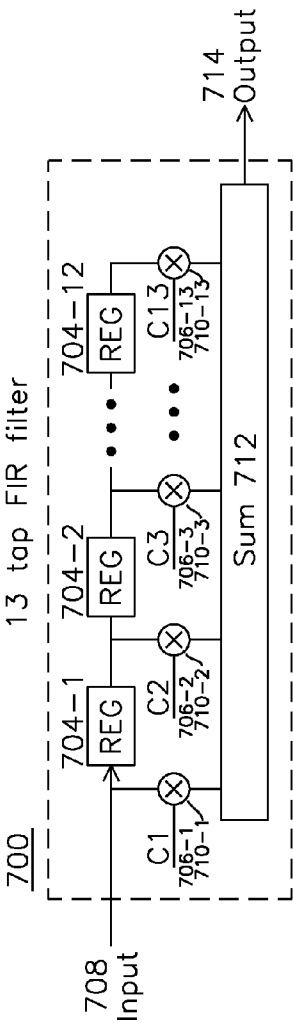 700
13 tap FIR filter
704-1
704-2
704-12
REG
REG
REG
708
Input
C1
C2
C3
C13
706-1
706-2
706-3
706-13
710-1
710-2
710-3
710-13
Sum 712
714
Output